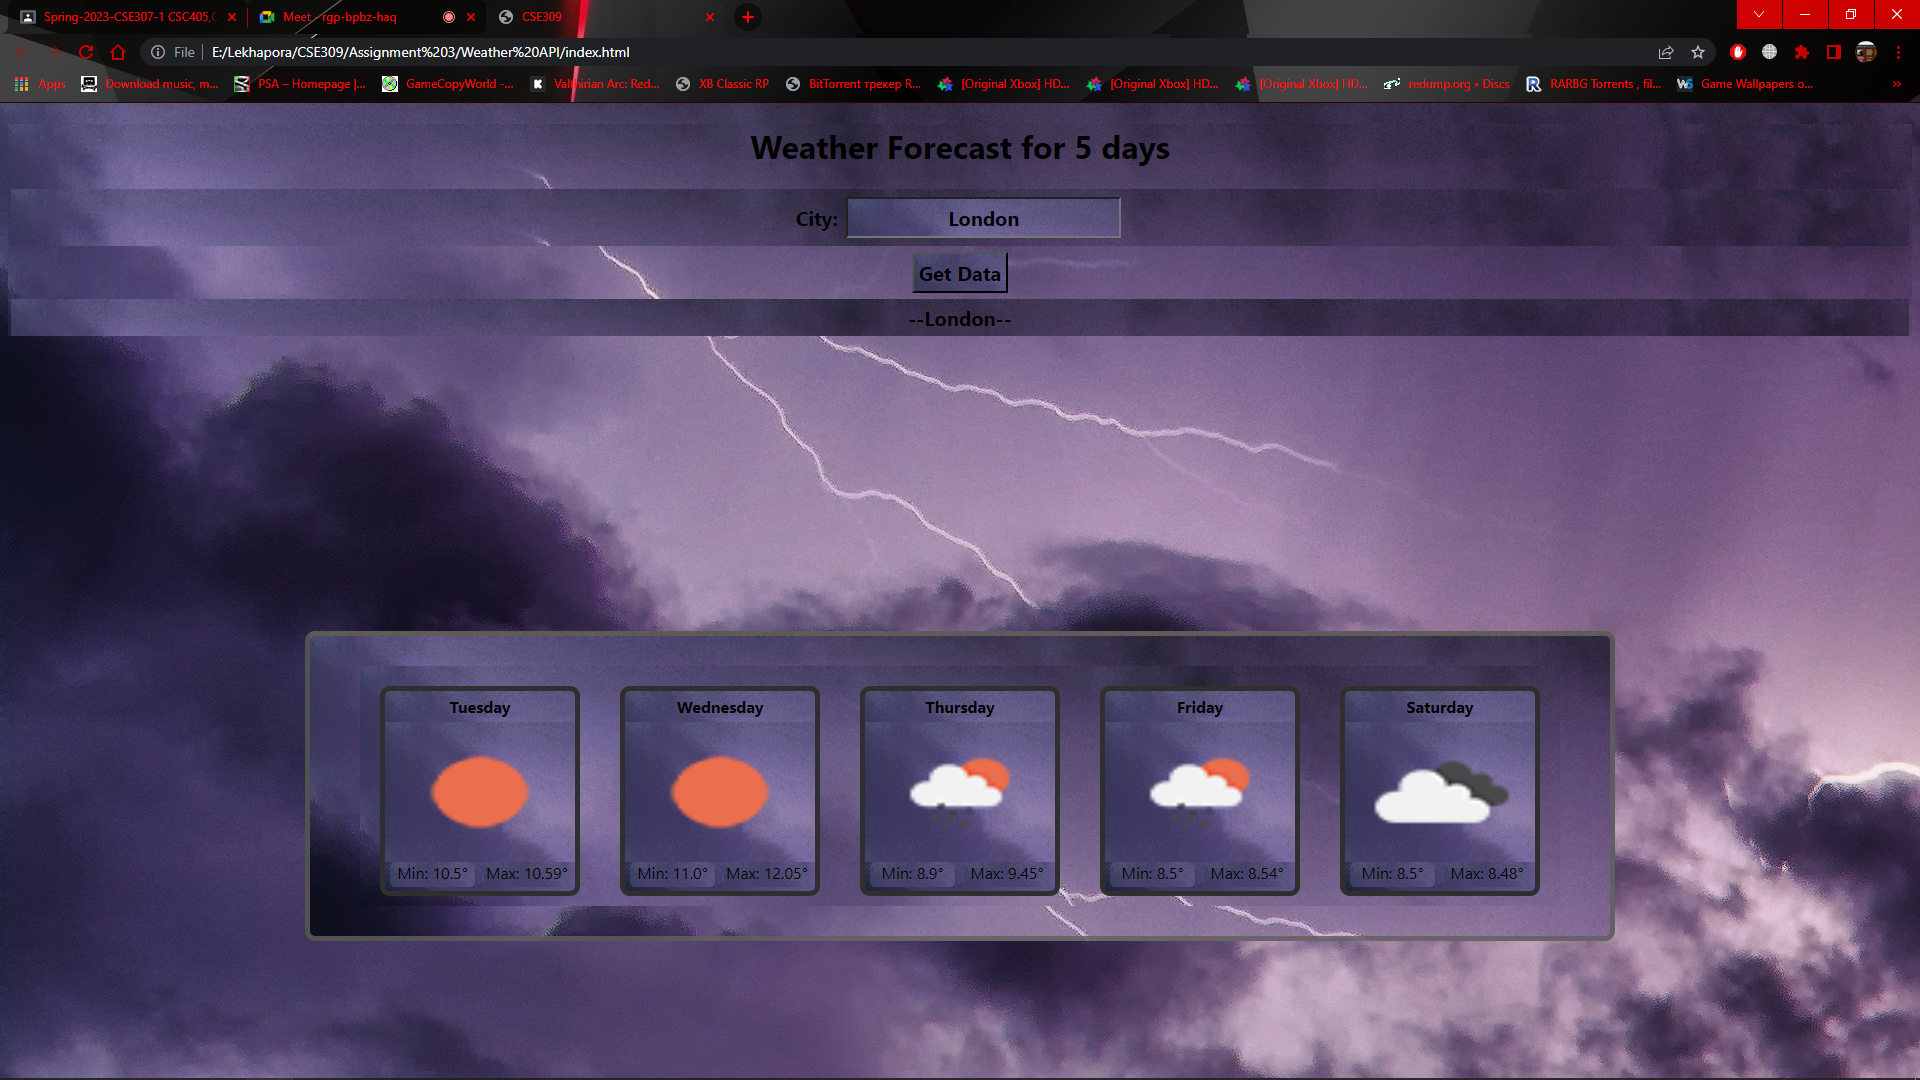 Spring-2023-CSE307-1 CSC405,C
Meet - rgp-bpbz-haq
CSE309
File
E:/Lekhapora/CSE309/Assignment%203/Weather%20API/index.html
Apps
Download music, m...
PSA – Homepage |...
GameCopyWorld -...
Valthirian Arc: Red...
XB Classic RP
BitTorrent трекер R...
[Original Xbox] HD...
[Original Xbox] HD...
[Original Xbox] HD...
redump.org • Discs
RARBG Torrents , fil...
Game Wallpapers o...
Weather Forecast for 5 days
City: London
Get Data
--London--
Tuesday Wednesday Thursday Friday Saturday
Min: 10.5° Max: 10.59° Min: 11.0° Max: 12.05° Min: 8.9° Max: 9.45° Min: 8.5° Max: 8.54° Min: 8.5° Max: 8.48°